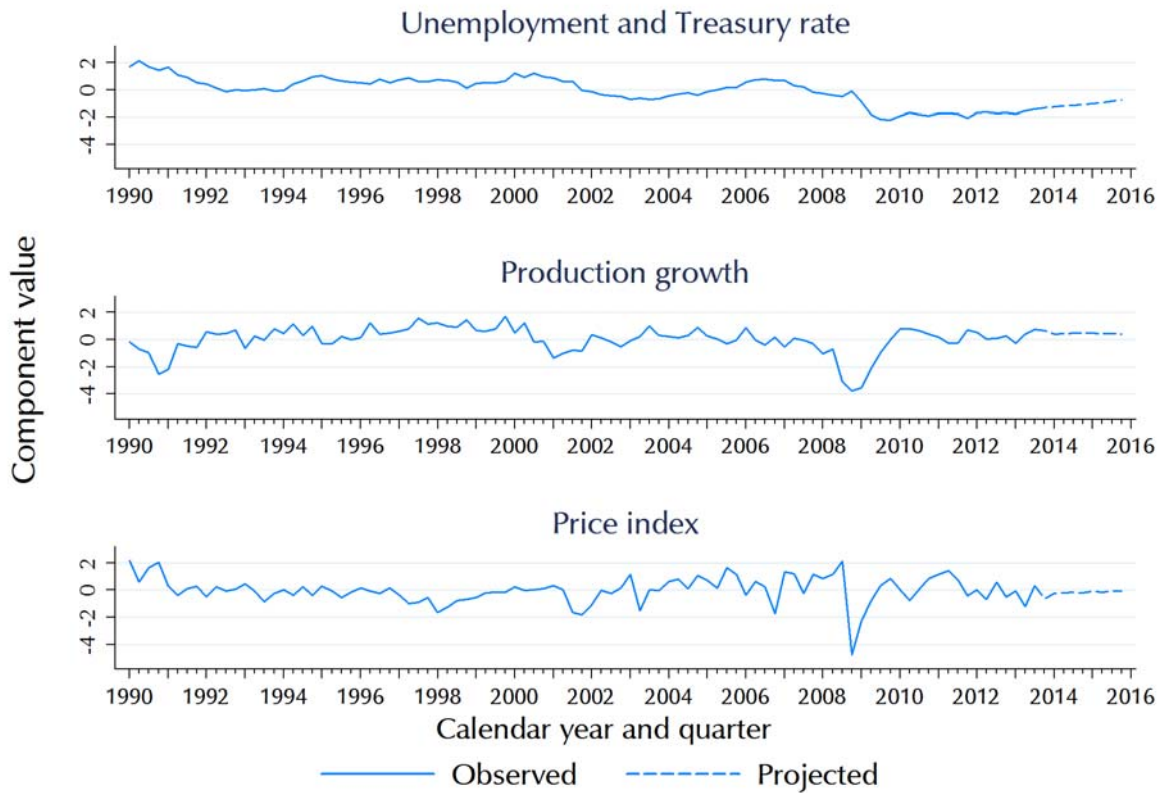 Unemployment and Treasury rate
2
0
-2
-4
1990 1992 1994 1996 1998 2000 2002 2004 2006 2008 2010 2012 2014 2016
Component value
Production growth
2
0
-2
-4
1990 1992 1994 1996 1998 2000 2002 2004 2006 2008 2010 2012 2014 2016
Price index
2
0
-2
-4
1990 1992 1994 1996 1998 2000 2002 2004 2006 2008 2010 2012 2014 2016
Calendar year and quarter
Observed Projected